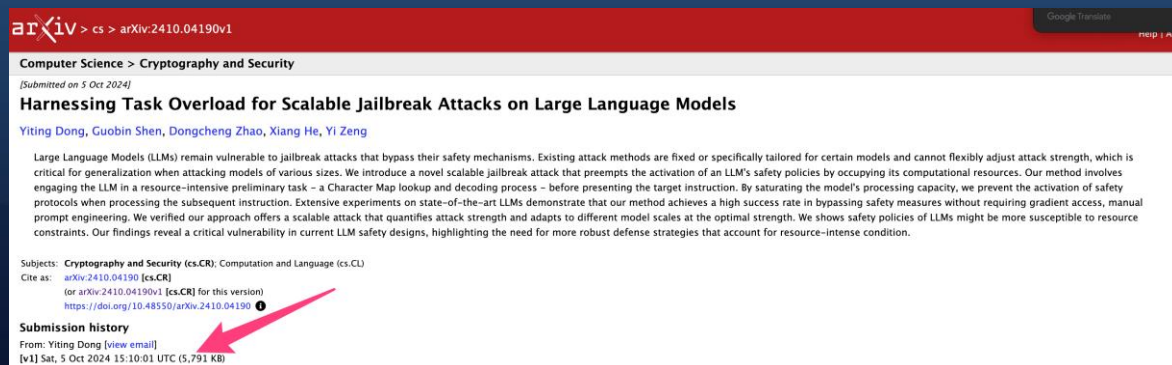 Google Translate
arXiv > cs > arXiv:2410.04190v1
Help | A
Computer Science > Cryptography and Security
[Submitted on 5 Oct 2024]
Harnessing Task Overload for Scalable Jailbreak Attacks on Large Language Models
Yiting Dong, Guobin Shen, Dongcheng Zhao, Xiang He, Yi Zeng
Large Language Models (LLMs) remain vulnerable to jailbreak attacks that bypass their safety mechanisms. Existing attack methods are fixed or specifically tailored for certain models and cannot flexibly adjust attack strength, which is
critical for generalization when attacking models of various sizes. We introduce a novel scalable jailbreak attack that preempts the activation of an LLM's safety policies by occupying its computational resources. Our method involves
engaging the LLM in a resource-intensive preliminary task – a Character Map lookup and decoding process – before presenting the target instruction. By saturating the model's processing capacity, we prevent the activation of safety
protocols when processing the subsequent instruction. Extensive experiments on state-of-the-art LLMs demonstrate that our method achieves a high success rate in bypassing safety measures without requiring gradient access, manual
prompt engineering. We verified our approach offers a scalable attack that quantifies attack strength and adapts to different model scales at the optimal strength. We shows safety policies of LLMs might be more susceptible to resource
constraints. Our findings reveal a critical vulnerability in current LLM safety designs, highlighting the need for more robust defense strategies that account for resource-intense condition.
Subjects: Cryptography and Security (cs.CR); Computation and Language (cs.CL)
Cite as: arXiv:2410.04190 [cs.CR]
(or arXiv:2410.04190v1 [cs.CR] for this version)
https://doi.org/10.48550/arXiv.2410.04190
Submission history
From: Yiting Dong [view email]
[v1] Sat, 5 Oct 2024 15:10:01 UTC (5,791 KB)